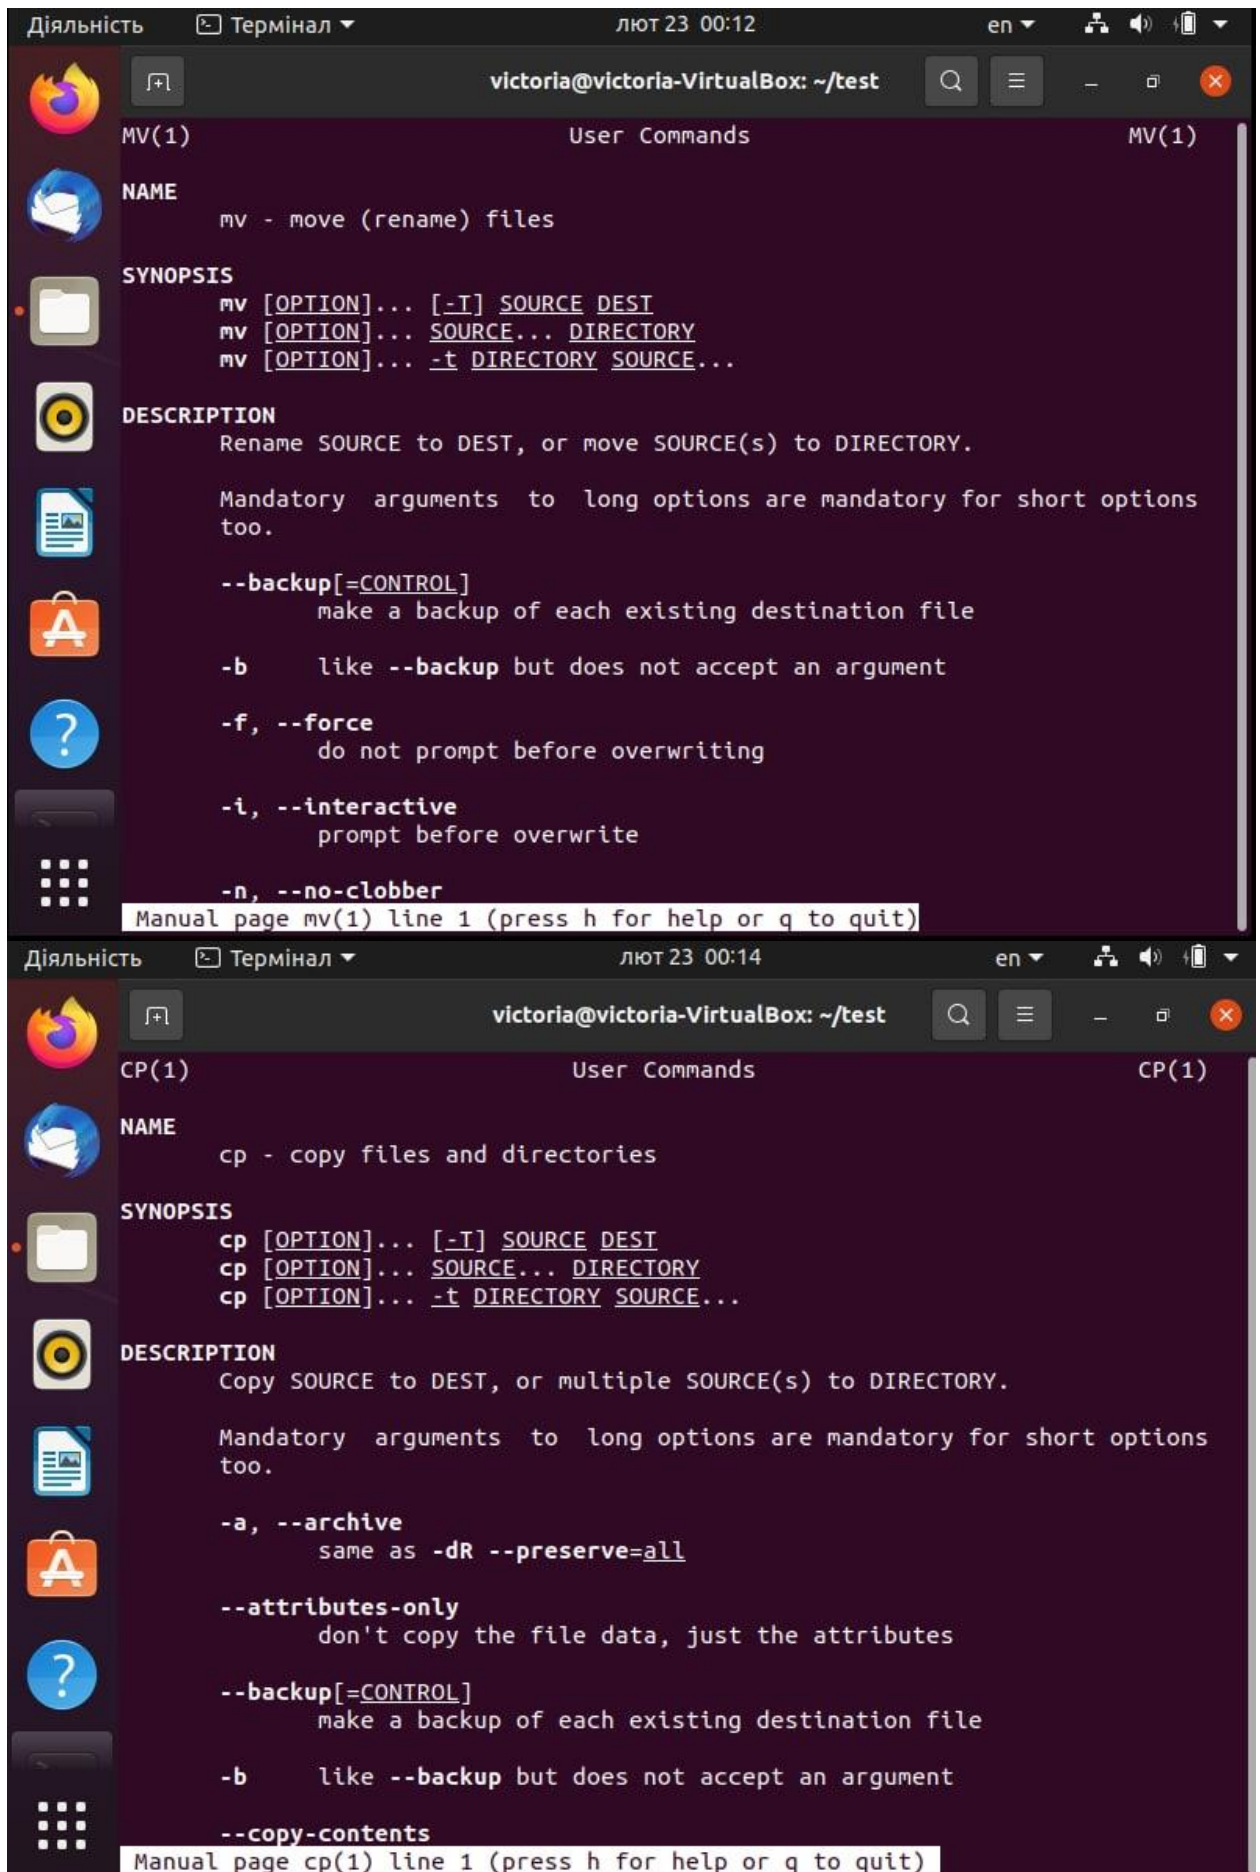 Діяльність Термінал лют 23 00:12 en
victoria@victoria-VirtualBox: ~/test
MV(1) User Commands MV(1)
NAME
mv - move (rename) files
SYNOPSIS
mv [OPTION]... [-T] SOURCE DEST
mv [OPTION]... SOURCE... DIRECTORY
mv [OPTION]... -t DIRECTORY SOURCE...
DESCRIPTION
Rename SOURCE to DEST, or move SOURCE(s) to DIRECTORY.
Mandatory arguments to long options are mandatory for short options
too.
--backup[=CONTROL]
make a backup of each existing destination file
-b like --backup but does not accept an argument
-f, --force
do not prompt before overwriting
-i, --interactive
prompt before overwrite
-n, --no-clobber
Manual page mv(1) line 1 (press h for help or q to quit)
Діяльність Термінал лют 23 00:14 en
victoria@victoria-VirtualBox: ~/test
CP(1) User Commands CP(1)
NAME
cp - copy files and directories
SYNOPSIS
cp [OPTION]... [-T] SOURCE DEST
cp [OPTION]... SOURCE... DIRECTORY
cp [OPTION]... -t DIRECTORY SOURCE...
DESCRIPTION
Copy SOURCE to DEST, or multiple SOURCE(s) to DIRECTORY.
Mandatory arguments to long options are mandatory for short options
too.
-a, --archive
same as -dR --preserve=all
--attributes-only
don't copy the file data, just the attributes
--backup[=CONTROL]
make a backup of each existing destination file
-b like --backup but does not accept an argument
--copy-contents
Manual page cp(1) line 1 (press h for help or q to quit)